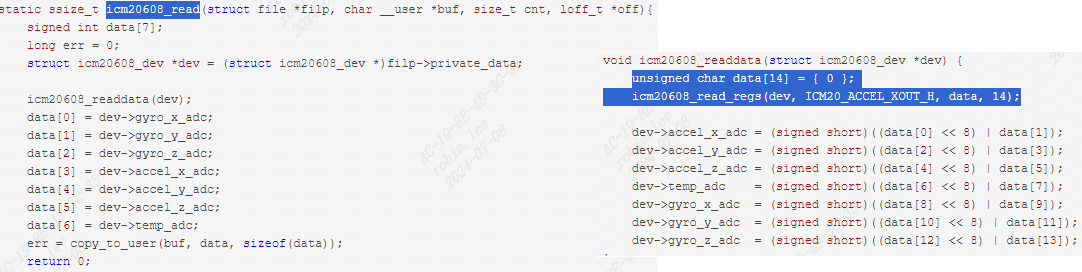 static ssize_t icm20608_read(struct file *filp, char __user *buf, size_t cnt, loff_t *off){
    signed int data[7];
    long err = 0;
    struct icm20608_dev *dev = (struct icm20608_dev *)filp->private_data;

    icm20608_readdata(dev);
    data[0] = dev->gyro_x_adc;
    data[1] = dev->gyro_y_adc;
    data[2] = dev->gyro_z_adc;
    data[3] = dev->accel_x_adc;
    data[4] = dev->accel_y_adc;
    data[5] = dev->accel_z_adc;
    data[6] = dev->temp_adc;
    err = copy_to_user(buf, data, sizeof(data));
    return 0;
void icm20608_readdata(struct icm20608_dev *dev) {
    unsigned char data[14] = { 0 };
    icm20608_read_regs(dev, ICM20_ACCEL_XOUT_H, data, 14);

    dev->accel_x_adc = (signed short)((data[0] << 8) | data[1]);
    dev->accel_y_adc = (signed short)((data[2] << 8) | data[3]);
    dev->accel_z_adc = (signed short)((data[4] << 8) | data[5]);
    dev->temp_adc    = (signed short)((data[6] << 8) | data[7]);
    dev->gyro_x_adc  = (signed short)((data[8] << 8) | data[9]);
    dev->gyro_y_adc  = (signed short)((data[10] << 8) | data[11]);
    dev->gyro_z_adc  = (signed short)((data[12] << 8) | data[13]);
robin.lee
2024-07-08